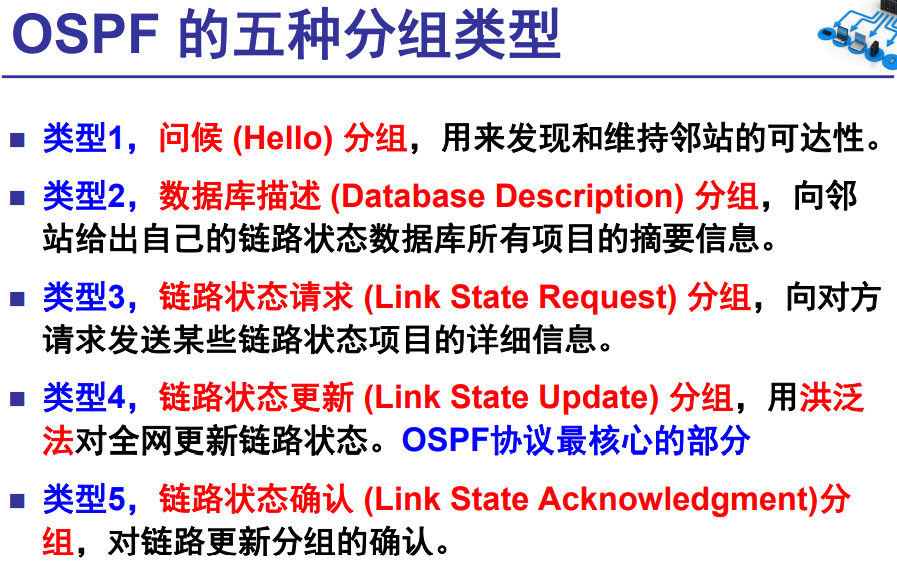 OSPF 的五种分组类型
类型1，问候 (Hello) 分组，用来发现和维持邻站的可达性。
类型2，数据库描述 (Database Description) 分组，向邻
站给出自己的链路状态数据库所有项目的摘要信息。
类型3，链路状态请求 (Link State Request) 分组，向对方
请求发送某些链路状态项目的详细信息。
类型4，链路状态更新 (Link State Update) 分组，用洪泛
法对全网更新链路状态。OSPF协议最核心的部分
类型5，链路状态确认 (Link State Acknowledgment)分
组，对链路更新分组的确认。